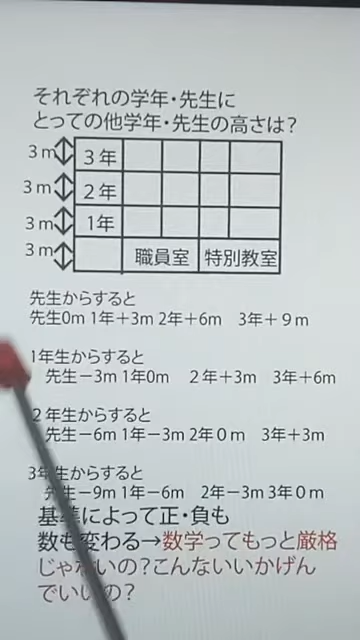 それぞれの学年・先生に
とっての他学年・先生の高さは?
3m 3年
3m 2年
3m 1年
3m 職員室 特別教室
先生からすると
先生0m 1年+3m 2年+6m 3年+9m
1年生からすると
先生−3m 1年0m 2年+3m 3年+6m
2年生からすると
先生−6m 1年−3m 2年0m 3年+3m
3年生からすると
先生−9m 1年−6m 2年−3m 3年0m
基準によって正・負も
数も変わる→数学ってもっと厳格
じゃないの?こんないいかげん
でいいの?